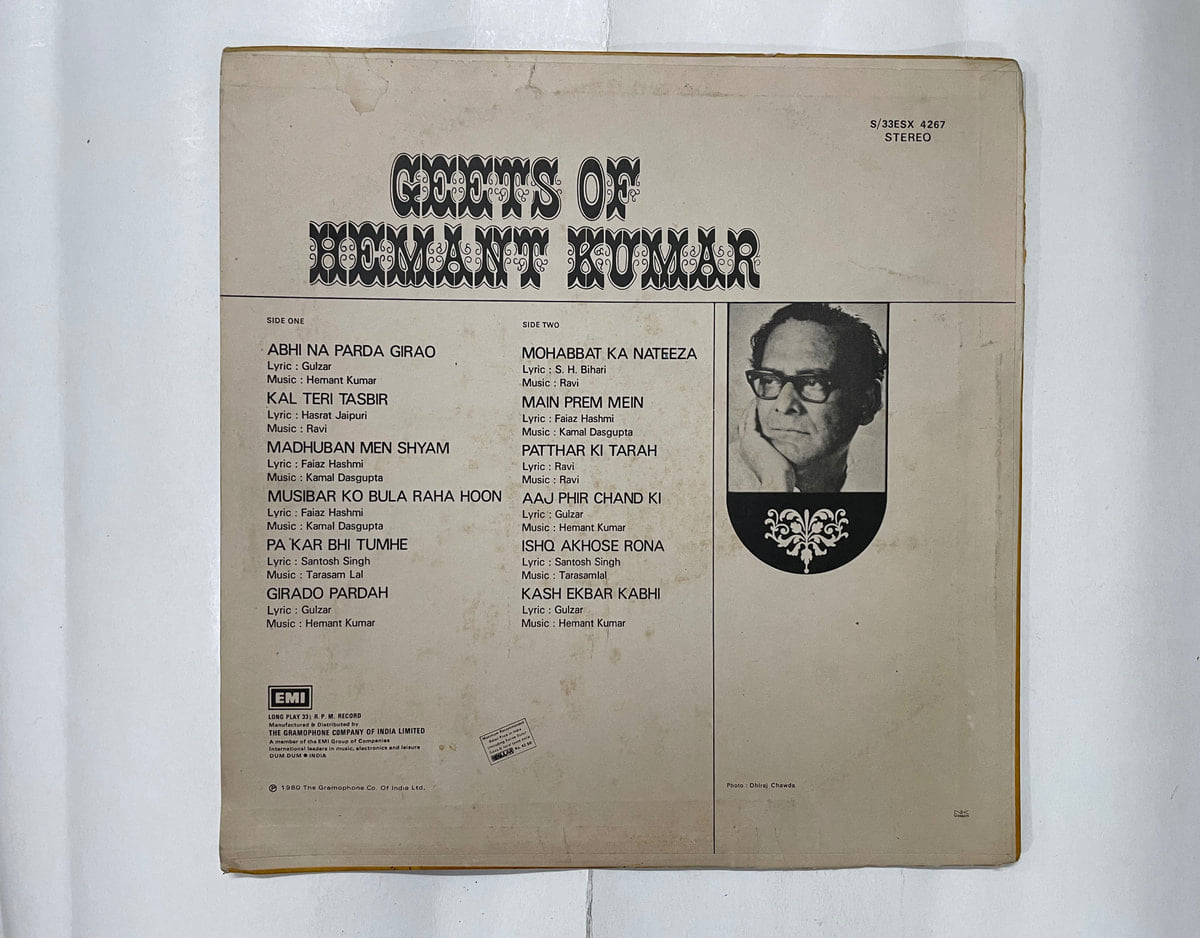 S/33ESX 4267
STEREO
GEETS OF
HEMANT KUMAR
SIDE ONE
ABHI NA PARDA GIRAO
Lyric : Gulzar
Music : Hemant Kumar
KAL TERI TASBIR
Lyric : Hasrat Jaipuri
Music : Ravi
MADHUBAN MEN SHYAM
Lyric : Faiaz Hashmi
Music : Kamal Dasgupta
MUSIBAR KO BULA RAHA HOON
Lyric : Faiaz Hashmi
Music : Kamal Dasgupta
PA KAR BHI TUMHE
Lyric : Santosh Singh
Music : Tarasam Lal
GIRADO PARDAH
Lyric : Gulzar
Music : Hemant Kumar
SIDE TWO
MOHABBAT KA NATEEZA
Lyric : S. H. Bihari
Music : Ravi
MAIN PREM MEIN
Lyric : Faiaz Hashmi
Music : Kamal Dasgupta
PATTHAR KI TARAH
Lyric : Ravi
Music : Ravi
AAJ PHIR CHAND KI
Lyric : Gulzar
Music : Hemant Kumar
ISHQ AKHOSE RONA
Lyric : Santosh Singh
Music : Tarasamlal
KASH EKBAR KABHI
Lyric : Gulzar
Music : Hemant Kumar
EMI
LONG PLAY 33⅓ R.P.M. RECORD
Manufactured & Distributed by
THE GRAMOPHONE COMPANY OF INDIA LIMITED
A member of the EMI Group of Companies
International leaders in music, electronics and leisure
DUM DUM ● INDIA
℗ 1980 The Gramophone Co. Of India Ltd.
Photo : Dhiraj Chawda